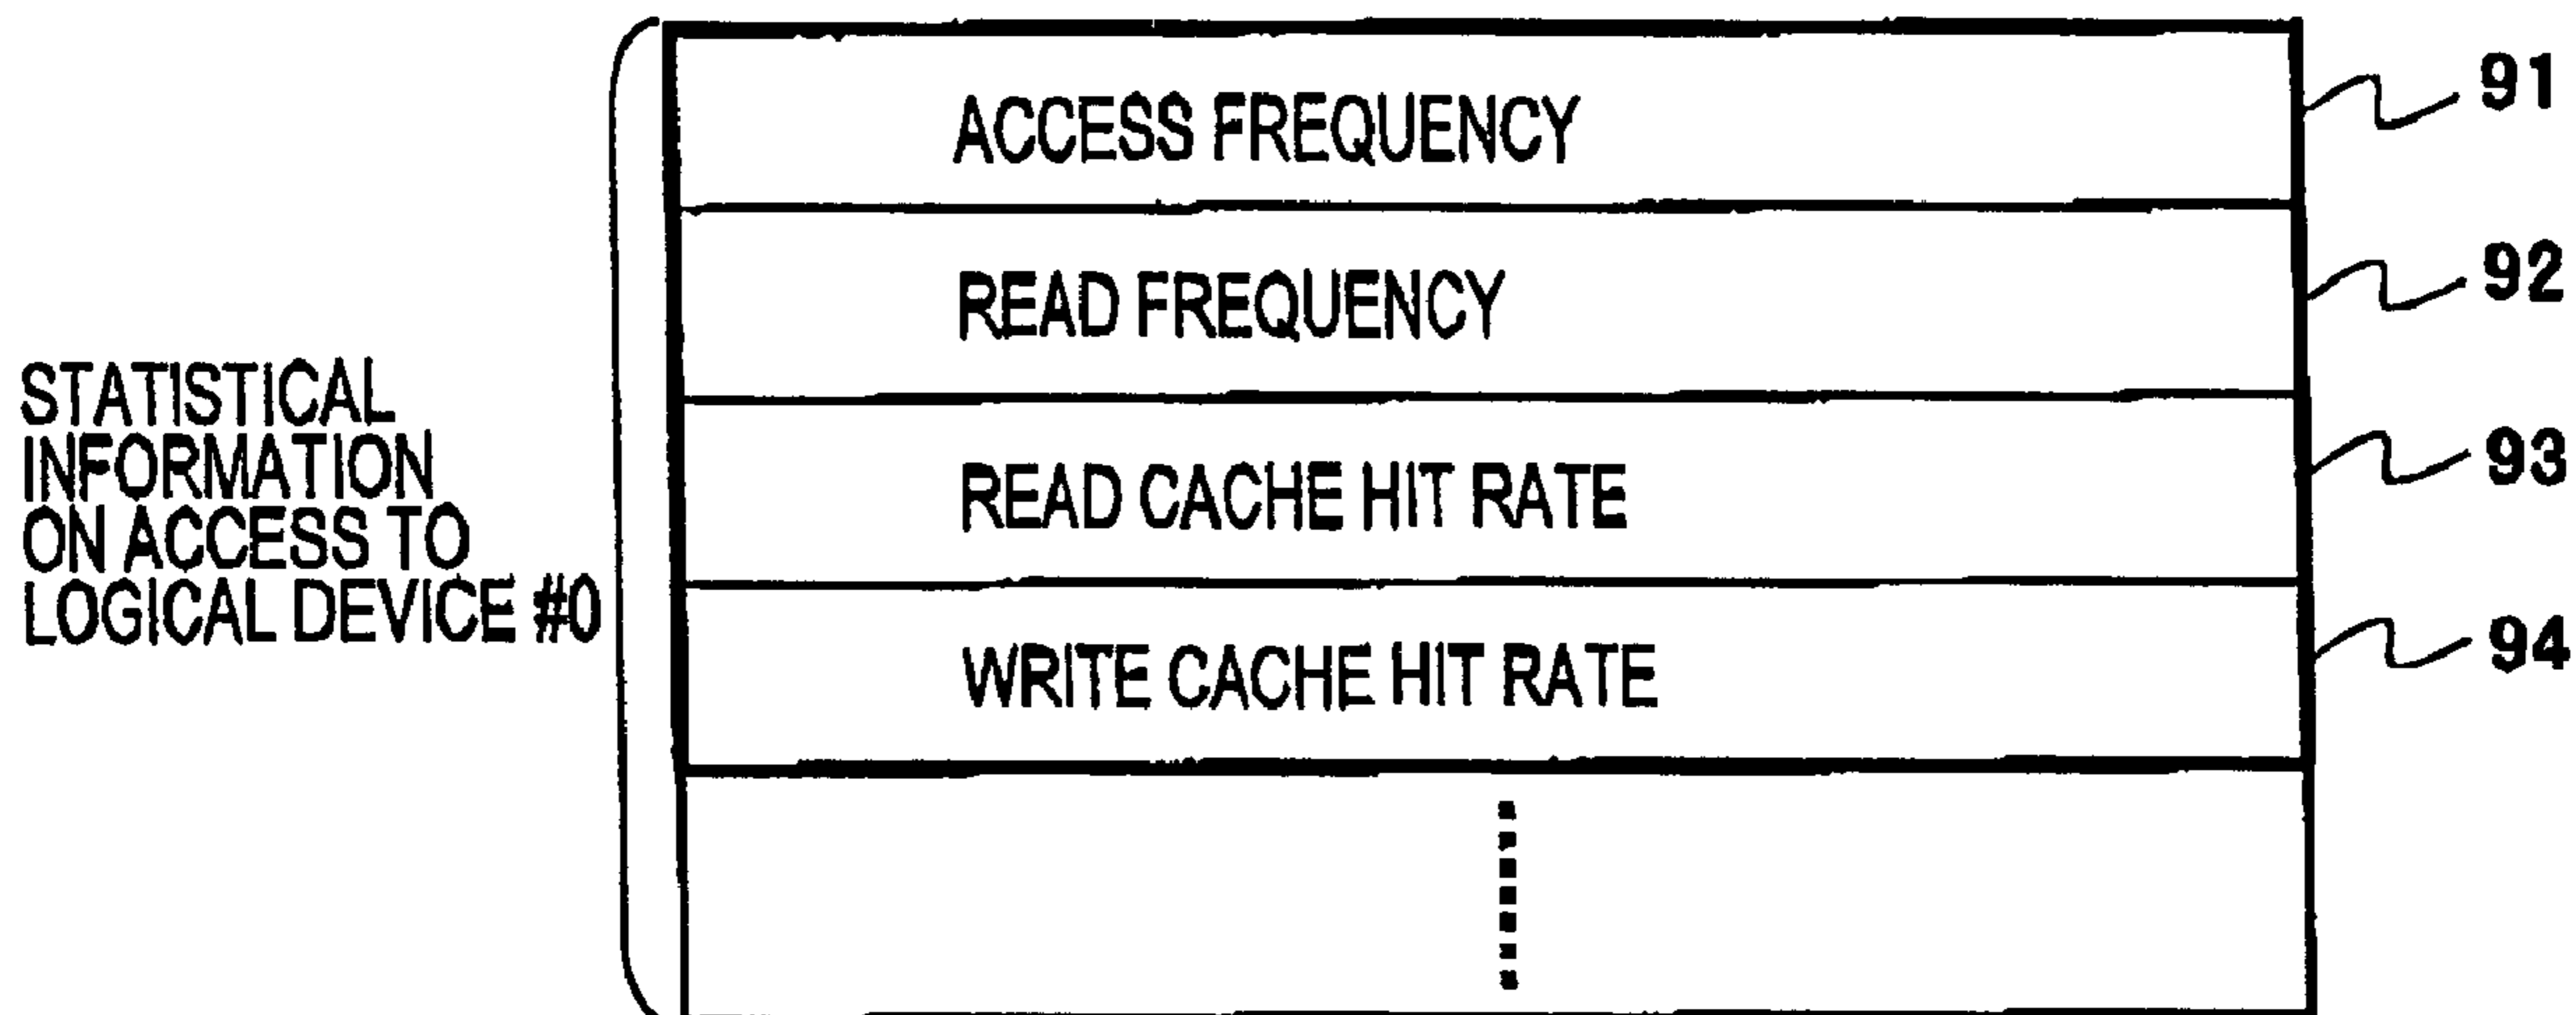 ACCESS FREQUENCY 91
READ FREQUENCY 92
STATISTICAL
INFORMATION
ON ACCESS TO
LOGICAL DEVICE #0
READ CACHE HIT RATE 93
WRITE CACHE HIT RATE 94